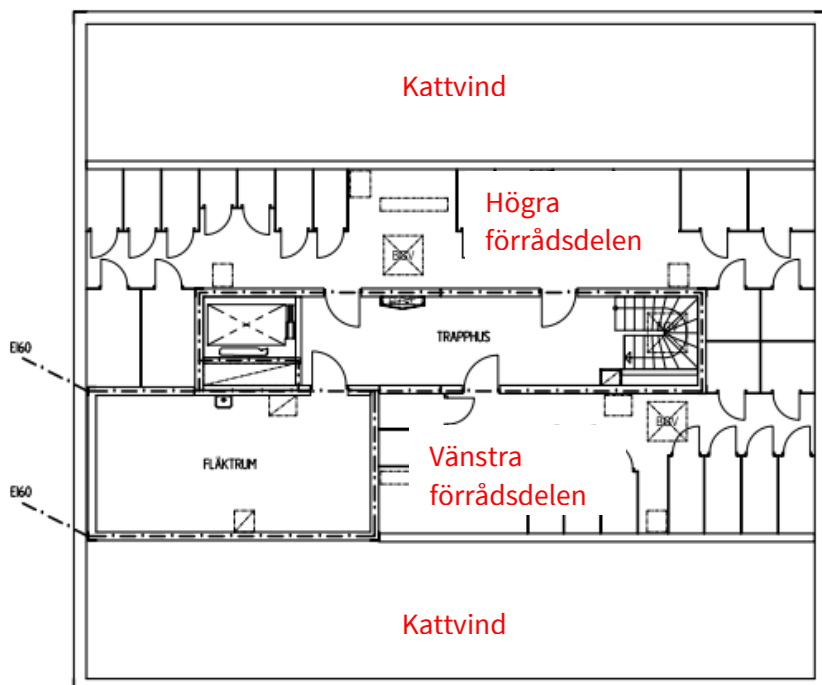 Kattvind
Högra
förrådsdelen
TRAPPHUS
EI60
FLÄKTRUM
Vänstra
förrådsdelen
EI60
Kattvind